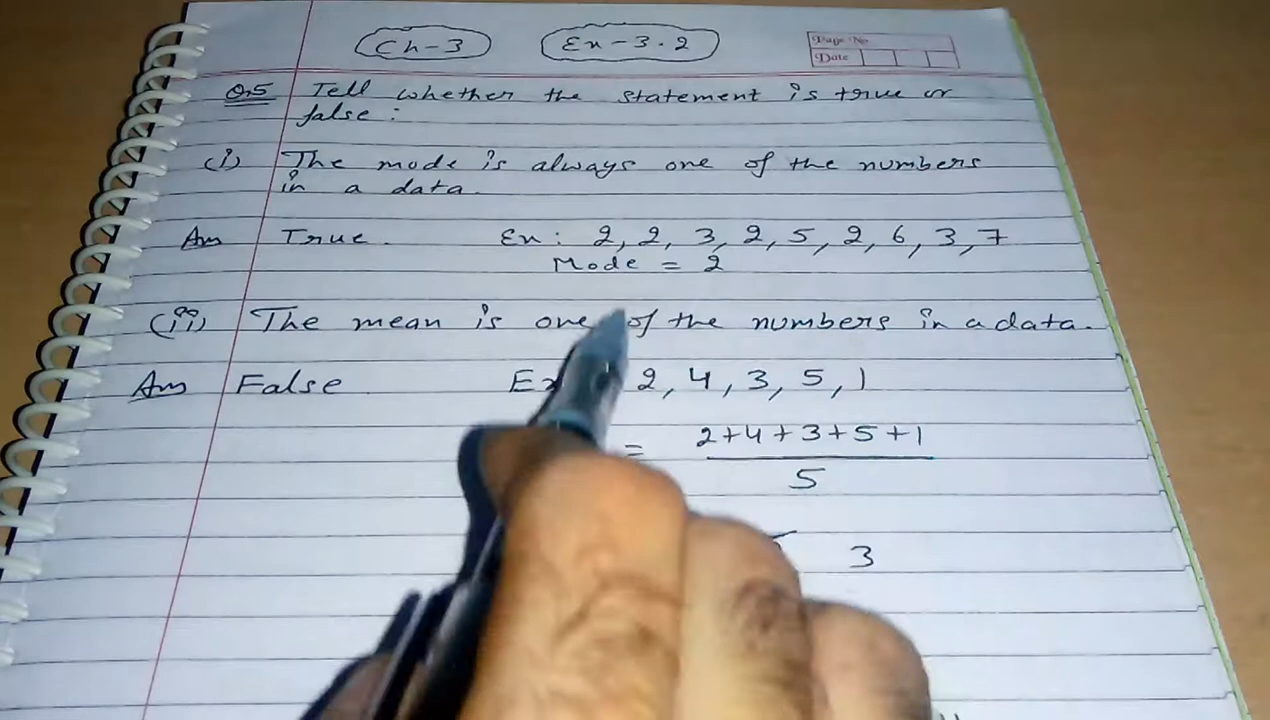 Ch-3 Ex-3.2
Page No
Date
Q.5 Tell whether the statement is true or
false:
(i) The mode is always one of the numbers
in a data.
Ans True. Ex: 2, 2, 3, 2, 5, 2, 6, 3, 7
Mode = 2
(ii) The mean is one of the numbers in a data.
Ans False 2, 4, 3, 5, 1
= 2+4+3+5+1
5
3